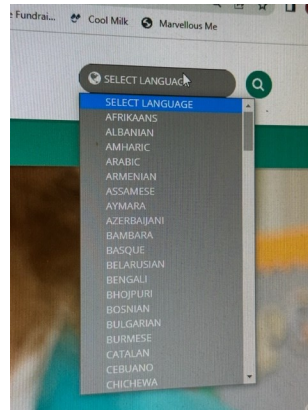 e Fundrai...
Cool Milk
Marvellous Me
SELECT LANGUAGE
SELECT LANGUAGE
AFRIKAANS
ALBANIAN
AMHARIC
ARABIC
ARMENIAN
ASSAMESE
AYMARA
AZERBAIJANI
BAMBARA
BASQUE
BELARUSIAN
BENGALI
BHOJPURI
BOSNIAN
BULGARIAN
BURMESE
CATALAN
CEBUANO
CHICHEWA